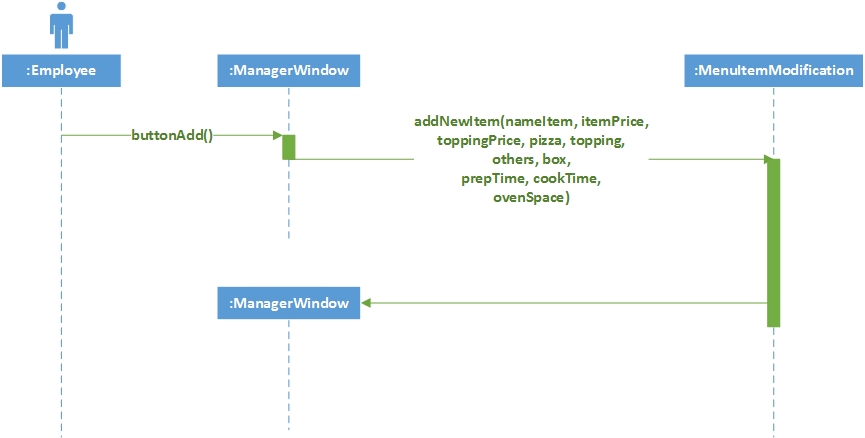 :Employee
:ManagerWindow
:MenuItemModification
buttonAdd()
addNewItem(nameItem, itemPrice,
toppingPrice, pizza, topping,
others, box,
prepTime, cookTime,
ovenSpace)
:ManagerWindow